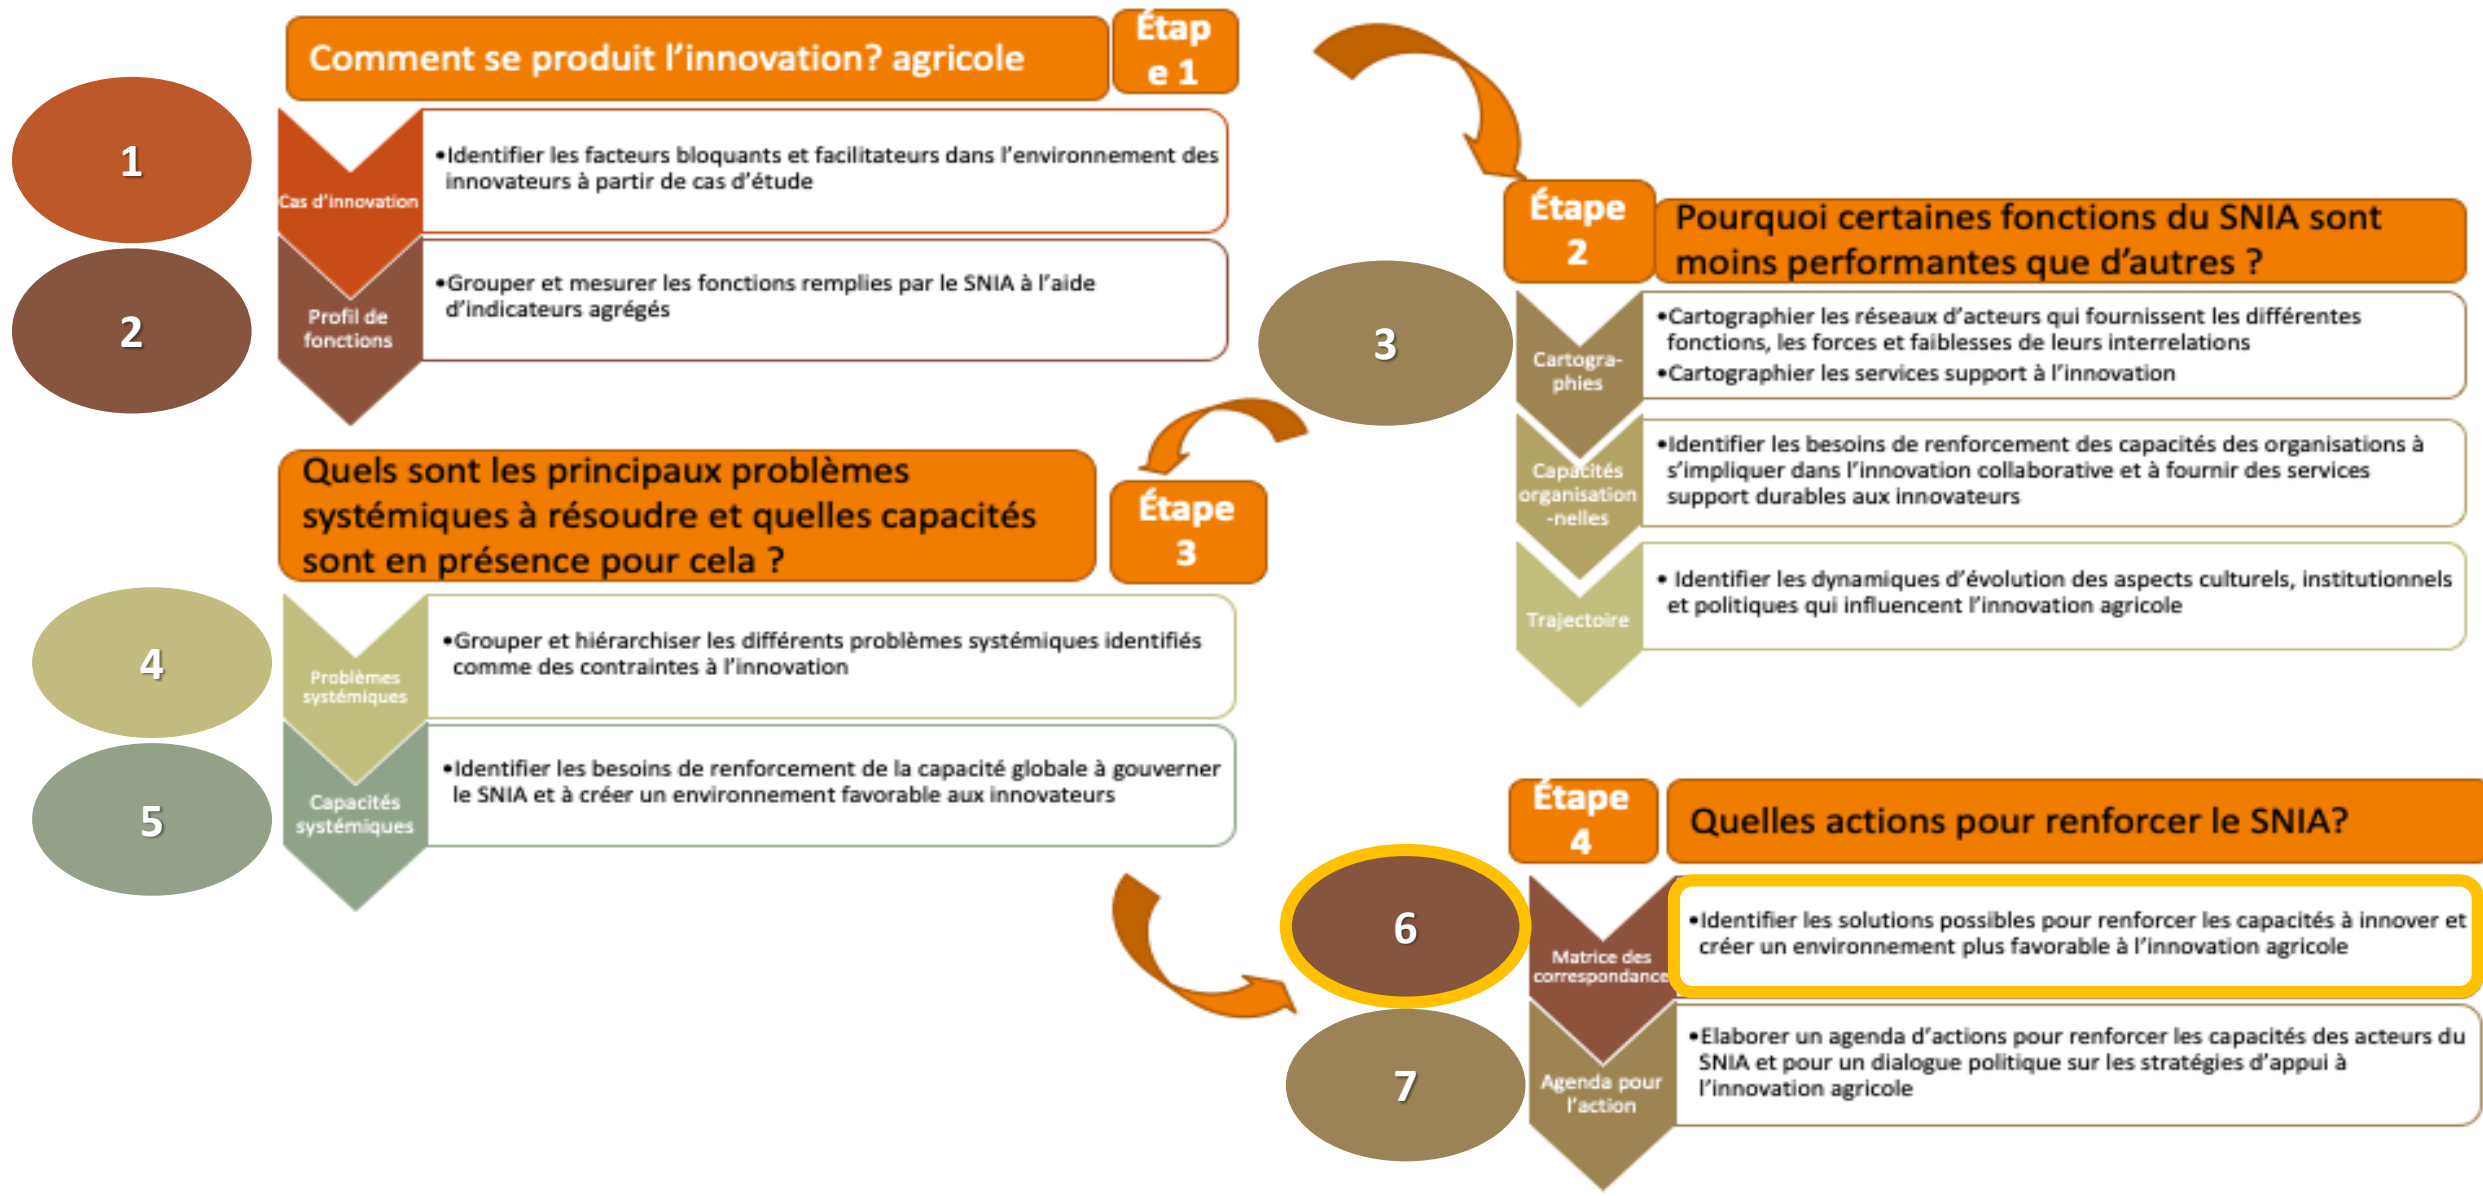 Comment se produit l'innovation? agricole
Étap
e 1
1
Cas d'innovation
•Identifier les facteurs bloquants et facilitateurs dans l'environnement des
innovateurs à partir de cas d'étude
2
Profil de
fonctions
•Grouper et mesurer les fonctions remplies par le SNIA à l'aide
d'indicateurs agrégés
Étape
2
Pourquoi certaines fonctions du SNIA sont
moins performantes que d'autres ?
3
Cartogra-
phies
•Cartographier les réseaux d'acteurs qui fournissent les différentes
fonctions, les forces et faiblesses de leurs interrelations
•Cartographier les services support à l'innovation
Capacités
organisation
-nelles
•Identifier les besoins de renforcement des capacités des organisations à
s'impliquer dans l'innovation collaborative et à fournir des services
support durables aux innovateurs
Trajectoire
• Identifier les dynamiques d'évolution des aspects culturels, institutionnels
et politiques qui influencent l'innovation agricole
Quels sont les principaux problèmes
systémiques à résoudre et quelles capacités
sont en présence pour cela ?
Étape
3
4
Problèmes
systémiques
•Grouper et hiérarchiser les différents problèmes systémiques identifiés
comme des contraintes à l'innovation
5
Capacités
systémiques
•Identifier les besoins de renforcement de la capacité globale à gouverner
le SNIA et à créer un environnement favorable aux innovateurs
Étape
4
Quelles actions pour renforcer le SNIA?
6
Matrice des
correspondance
•Identifier les solutions possibles pour renforcer les capacités à innover et
créer un environnement plus favorable à l'innovation agricole
7
Agenda pour
l'action
•Elaborer un agenda d'actions pour renforcer les capacités des acteurs du
SNIA et pour un dialogue politique sur les stratégies d'appui à
l'innovation agricole